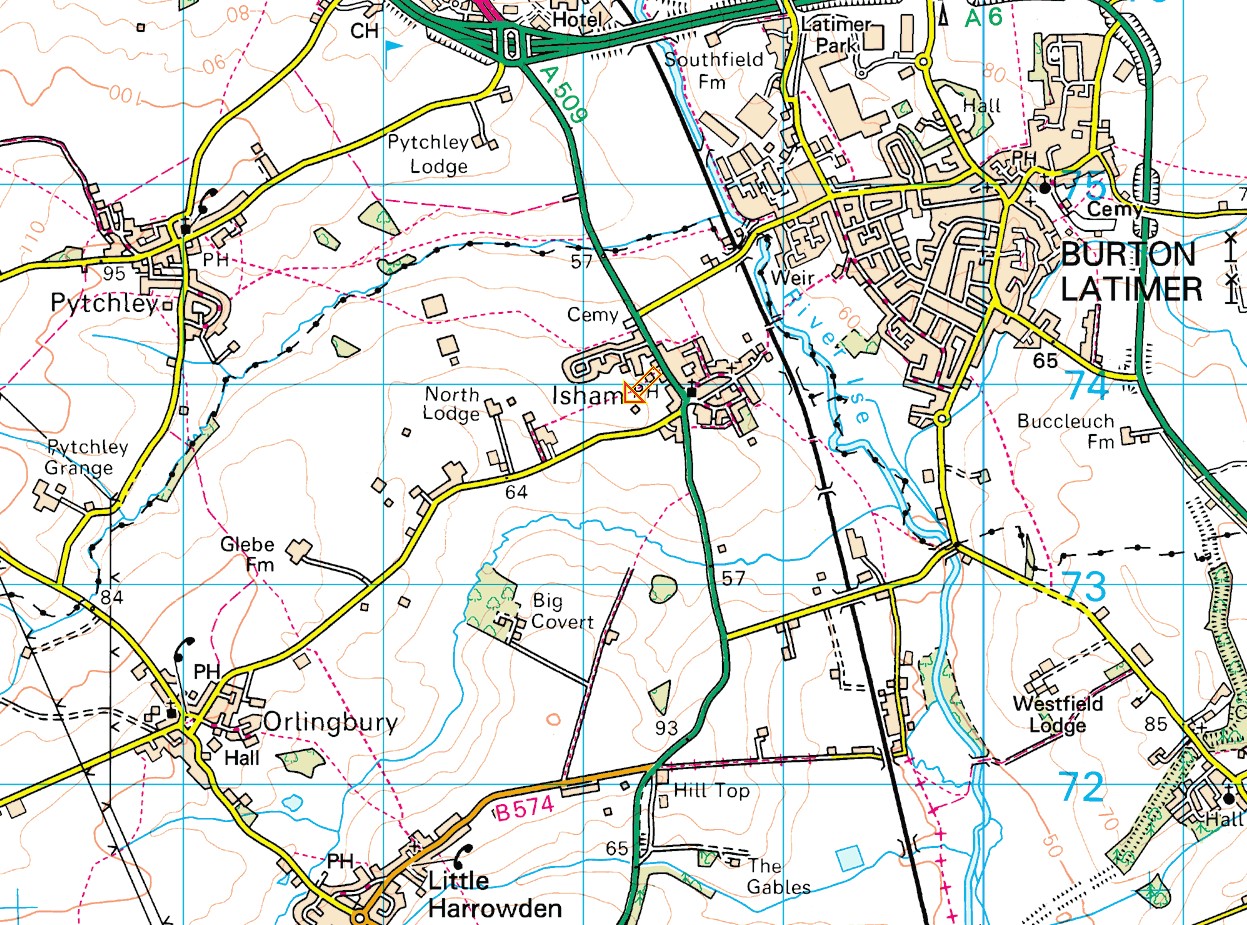 80
CH
Hotel
Latimer
Park
A 6
90
100
A 509
Southfield
Fm
80
Hall
Pytchley
Lodge
PH
75
Cemy
110
95
PH
57
BURTON
LATIMER
Pytchley
Weir
River Ise
60
Cemy
65
74
Isham
North
Lodge
Buccleuch
Fm
Pytchley
Grange
64
Glebe
Fm
57
73
84
Big
Covert
PH
Orlingbury
Hall
93
Westfield
Lodge
85
72
Hill Top
B574
Hall
50
70
65
PH
The
Gables
Little
Harrowden